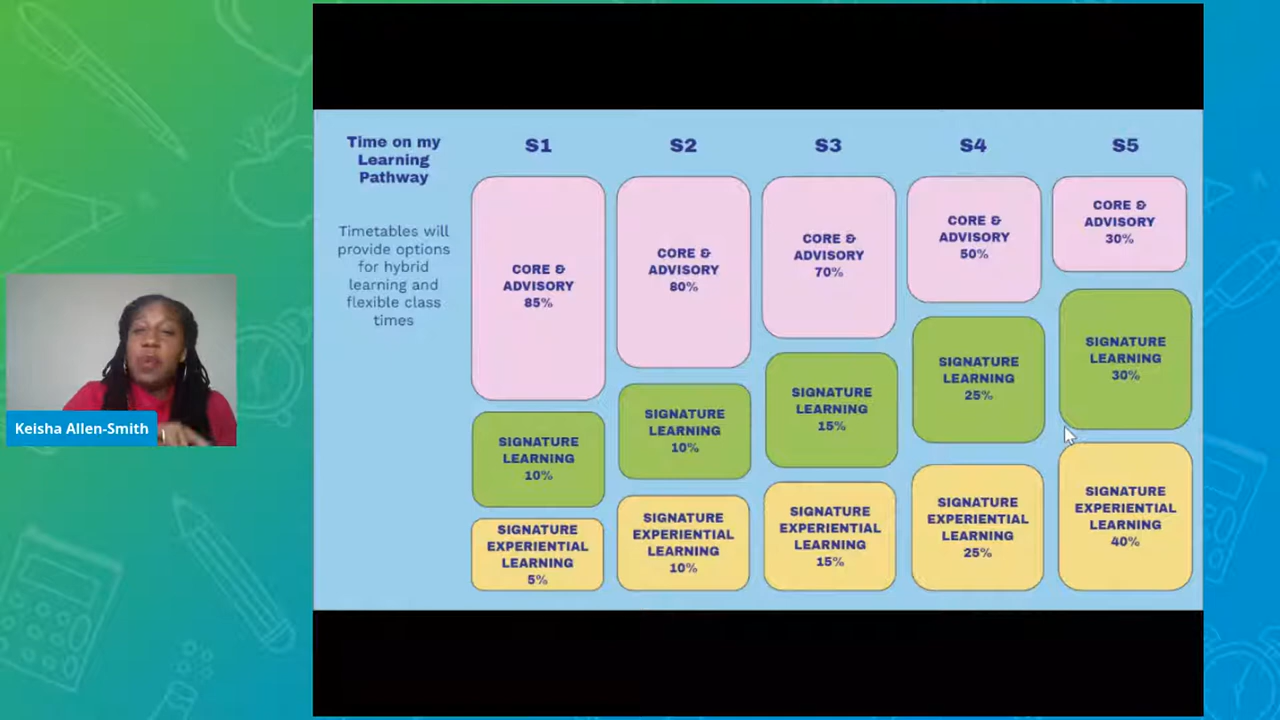 Time on my
Learning
Pathway
Timetables will
provide options
for hybrid
learning and
flexible class
times
S1
S2
S3
S4
S5
CORE &
ADVISORY
85%
CORE &
ADVISORY
80%
CORE &
ADVISORY
70%
CORE &
ADVISORY
50%
CORE &
ADVISORY
30%
SIGNATURE
LEARNING
10%
SIGNATURE
LEARNING
10%
SIGNATURE
LEARNING
15%
SIGNATURE
LEARNING
25%
SIGNATURE
LEARNING
30%
SIGNATURE
EXPERIENTIAL
LEARNING
5%
SIGNATURE
EXPERIENTIAL
LEARNING
10%
SIGNATURE
EXPERIENTIAL
LEARNING
15%
SIGNATURE
EXPERIENTIAL
LEARNING
25%
SIGNATURE
EXPERIENTIAL
LEARNING
40%
Keisha Allen-Smith